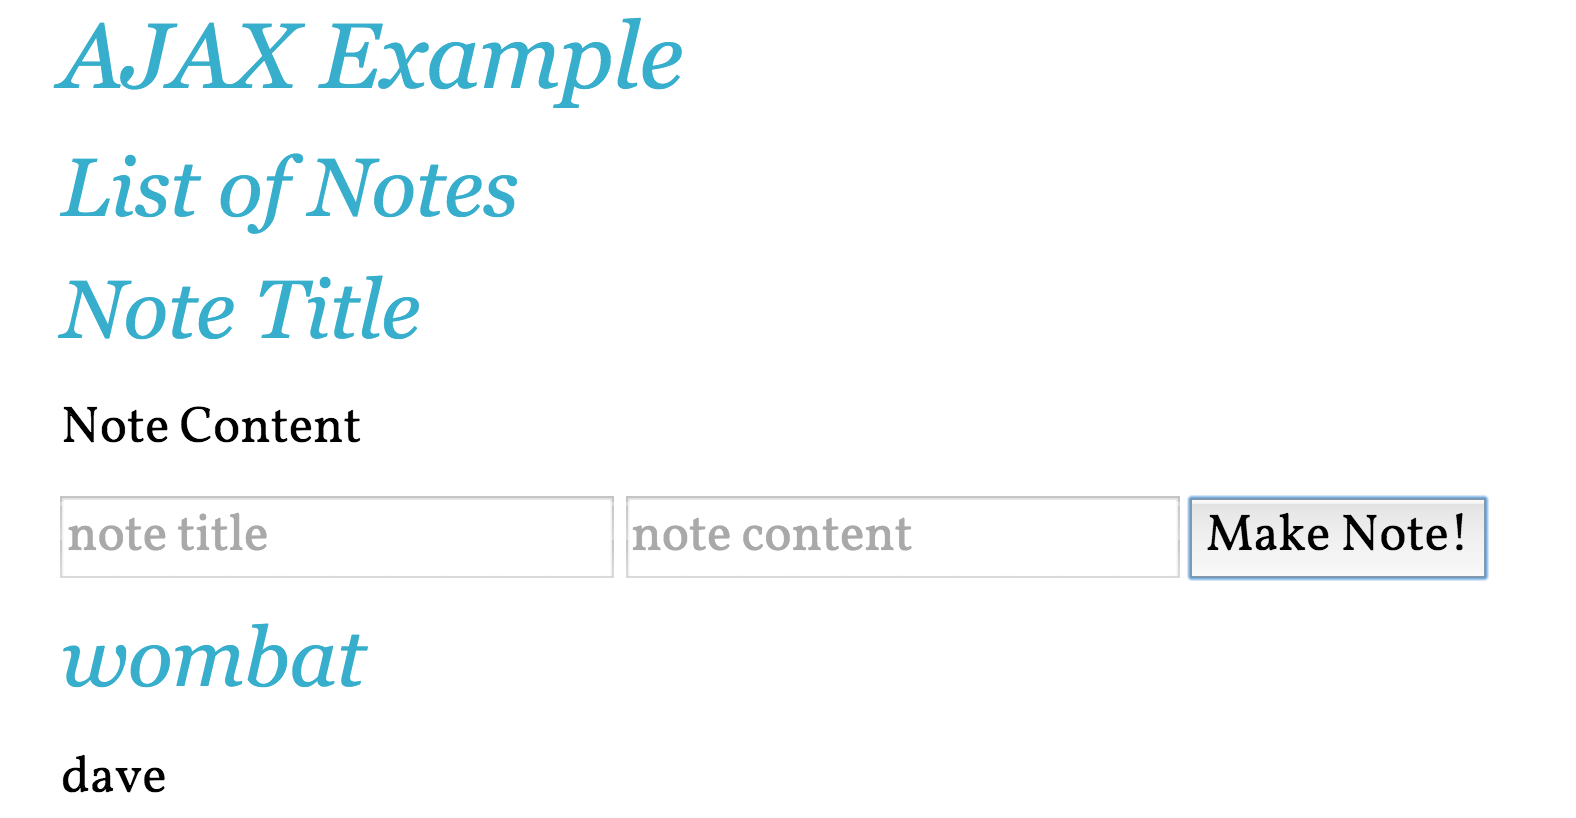 AJAX Example
List of Notes
Note Title
Note Content
note title note content Make Note!
wombat
dave